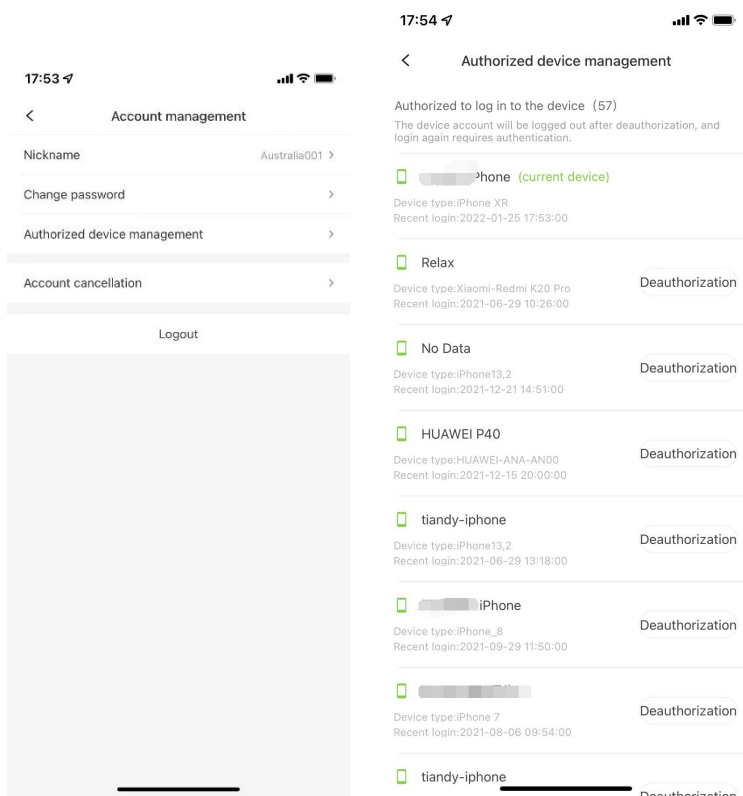 17:53
Account management
Nickname
Australia001
Change password
Authorized device management
Account cancellation
Logout
17:54
Authorized device management
Authorized to log in to the device（57）
The device account will be logged out after deauthorization, and
login again requires authentication.
Phone (current device)
Device type:iPhone XR
Recent login:2022-01-25 17:53:00
Relax
Device type:Xiaomi-Redmi K20 Pro
Recent login:2021-06-29 10:26:00
Deauthorization
No Data
Device type:iPhone13,2
Recent login:2021-12-21 14:51:00
Deauthorization
HUAWEI P40
Device type:HUAWEI-ANA-AN00
Recent login:2021-12-15 20:00:00
Deauthorization
tiandy-iphone
Device type:iPhone13,2
Recent login:2021-06-29 13:18:00
Deauthorization
iPhone
Device type:iPhone_8
Recent login:2021-09-29 11:50:00
Deauthorization
Device type:iPhone 7
Recent login:2021-08-06 09:54:00
Deauthorization
tiandy-iphone
Deauthorization